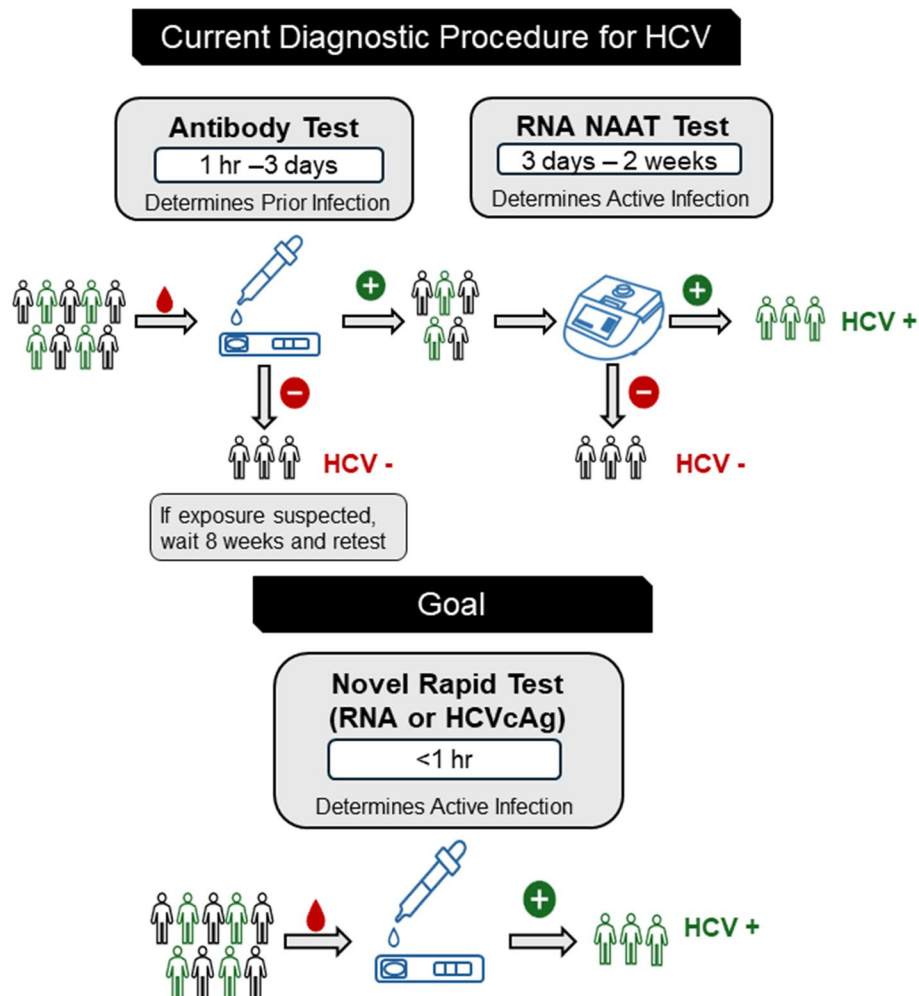 Current Diagnostic Procedure for HCV
Antibody Test
1 hr –3 days
Determines Prior Infection
RNA NAAT Test
3 days – 2 weeks
Determines Active Infection
HCV +
HCV -
HCV -
If exposure suspected,
wait 8 weeks and retest
Goal
Novel Rapid Test
(RNA or HCVcAg)
<1 hr
Determines Active Infection
HCV +